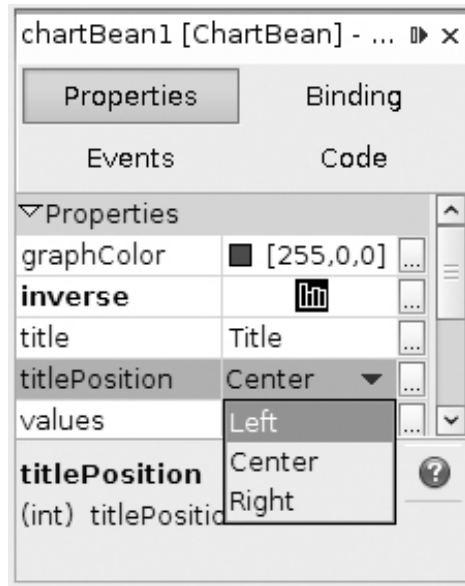 chartBean1 [ChartBean] - ...
Properties Binding
Events Code
Properties
graphColor [255,0,0] ...
inverse ...
title Title ...
titlePosition Center ...
values ...
Left
Center
Right
titlePosition
(int) titlePositio